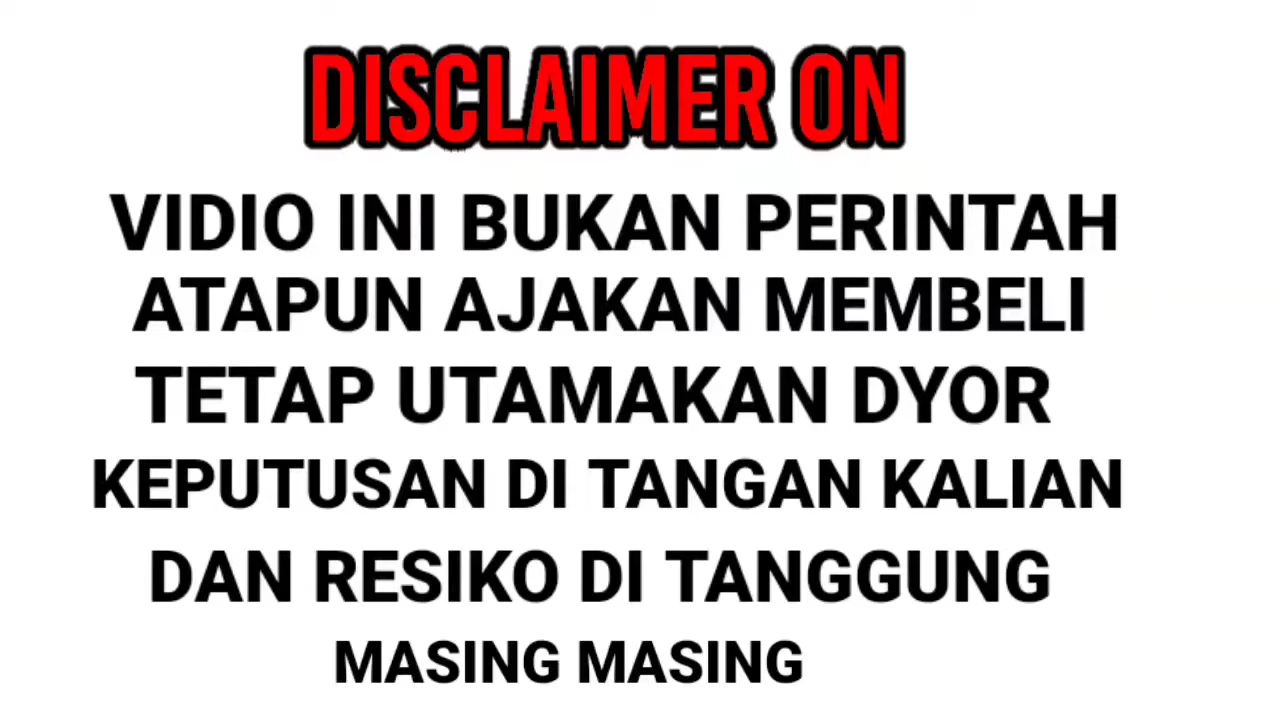 DISCLAIMER ON
VIDIO INI BUKAN PERINTAH
ATAPUN AJAKAN MEMBELI
TETAP UTAMAKAN DYOR
KEPUTUSAN DI TANGAN KALIAN
DAN RESIKO DI TANGGUNG
MASING MASING